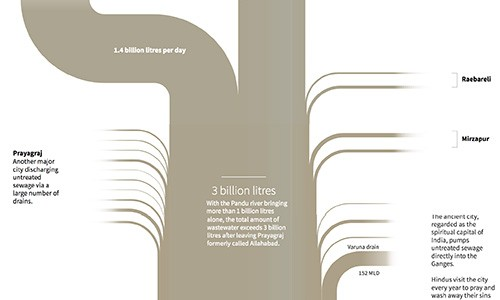 1.4 billion litres per day
Raebareli
Mirzapur
Prayagraj
Another major
city discharging
untreated
sewage via a
large number of
drains.
3 billion litres
With the Pandu river bringing
more than 1 billion litres
alone, the total amount of
wastewater exceeds 3 billion
litres after leaving Prayagraj
formerly called Allahabad.
Varuna drain
152 MLD
The ancient city,
regarded as the
spiritual capital of
India, pumps
untreated sewage
directly into the
Ganges.
Hindus visit the city
every year to pray and
wash away their sins